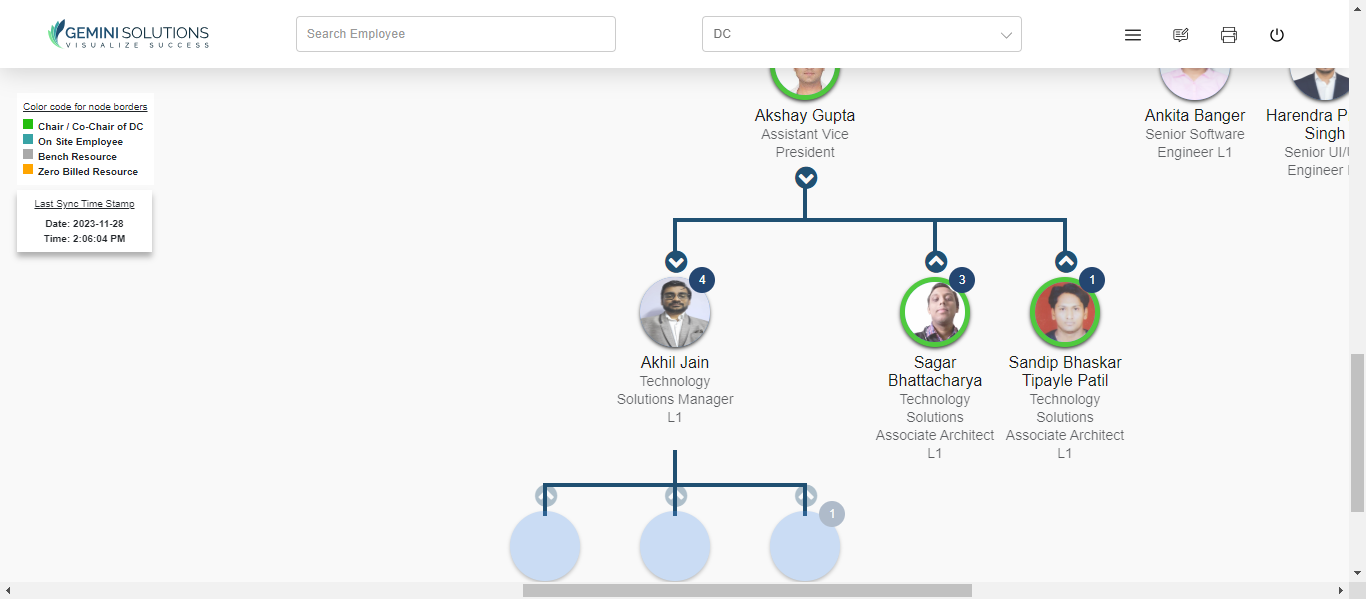 GEMINI SOLUTIONS
VISUALIZE SUCCESS
Search Employee
DC
Color code for node borders
Chair / Co-Chair of DC
On Site Employee
Bench Resource
Zero Billed Resource
Last Sync Time Stamp
Date: 2023-11-28
Time: 2:06:04 PM
Akshay Gupta
Assistant Vice
President
Ankita Banger
Senior Software
Engineer L1
Harendra P
Singh
Senior UI/
Engineer
4
Akhil Jain
Technology
Solutions Manager
L1
3
Sagar
Bhattacharya
Technology
Solutions
Associate Architect
L1
1
Sandip Bhaskar
Tipayle Patil
Technology
Solutions
Associate Architect
L1
1